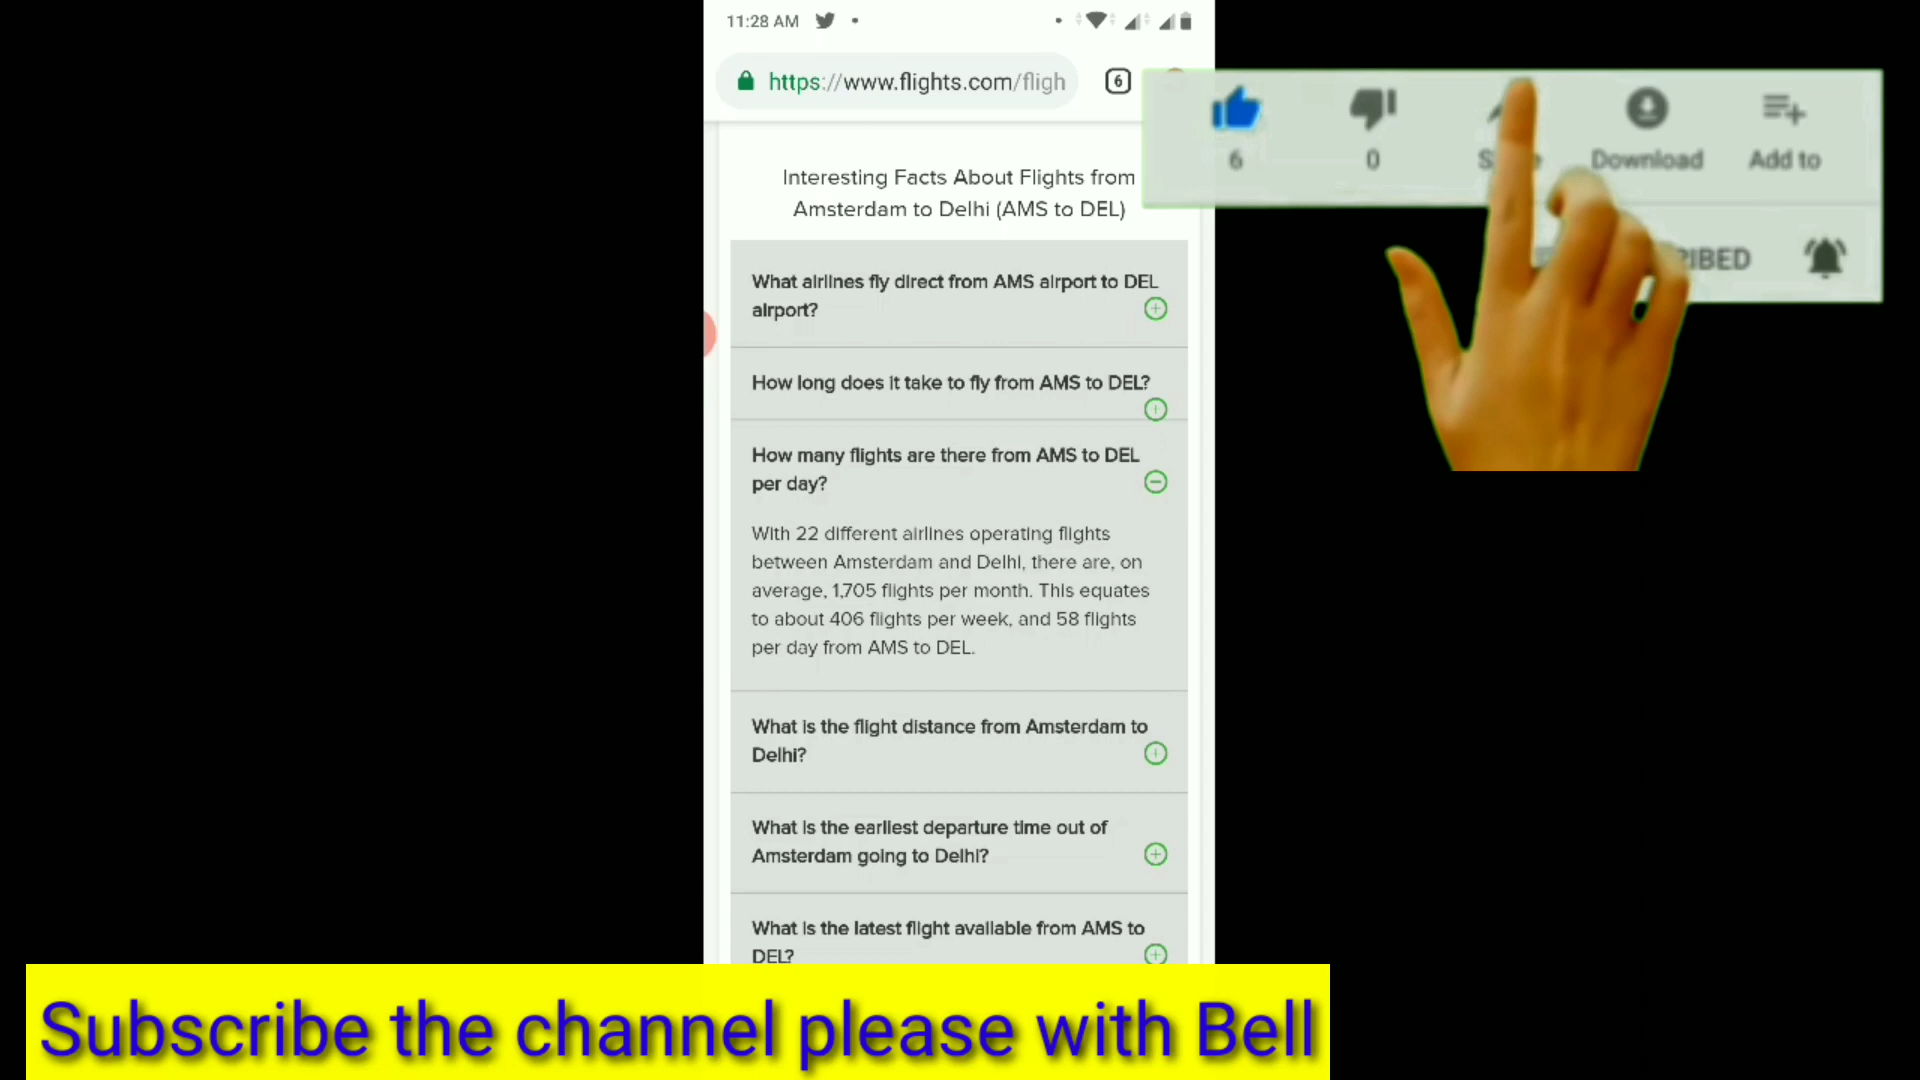 11:28 AM
https://www.flights.com/fligh
6
6
0
Download
Add to
IBED
Interesting Facts About Flights from
Amsterdam to Delhi (AMS to DEL)
What airlines fly direct from AMS airport to DEL
airport?
How long does it take to fly from AMS to DEL?
How many flights are there from AMS to DEL
per day?
With 22 different airlines operating flights
between Amsterdam and Delhi, there are, on
average, 1,705 flights per month. This equates
to about 406 flights per week, and 58 flights
per day from AMS to DEL.
What is the flight distance from Amsterdam to
Delhi?
What is the earliest departure time out of
Amsterdam going to Delhi?
What is the latest flight available from AMS to
DEL?
Subscribe the channel please with Bell